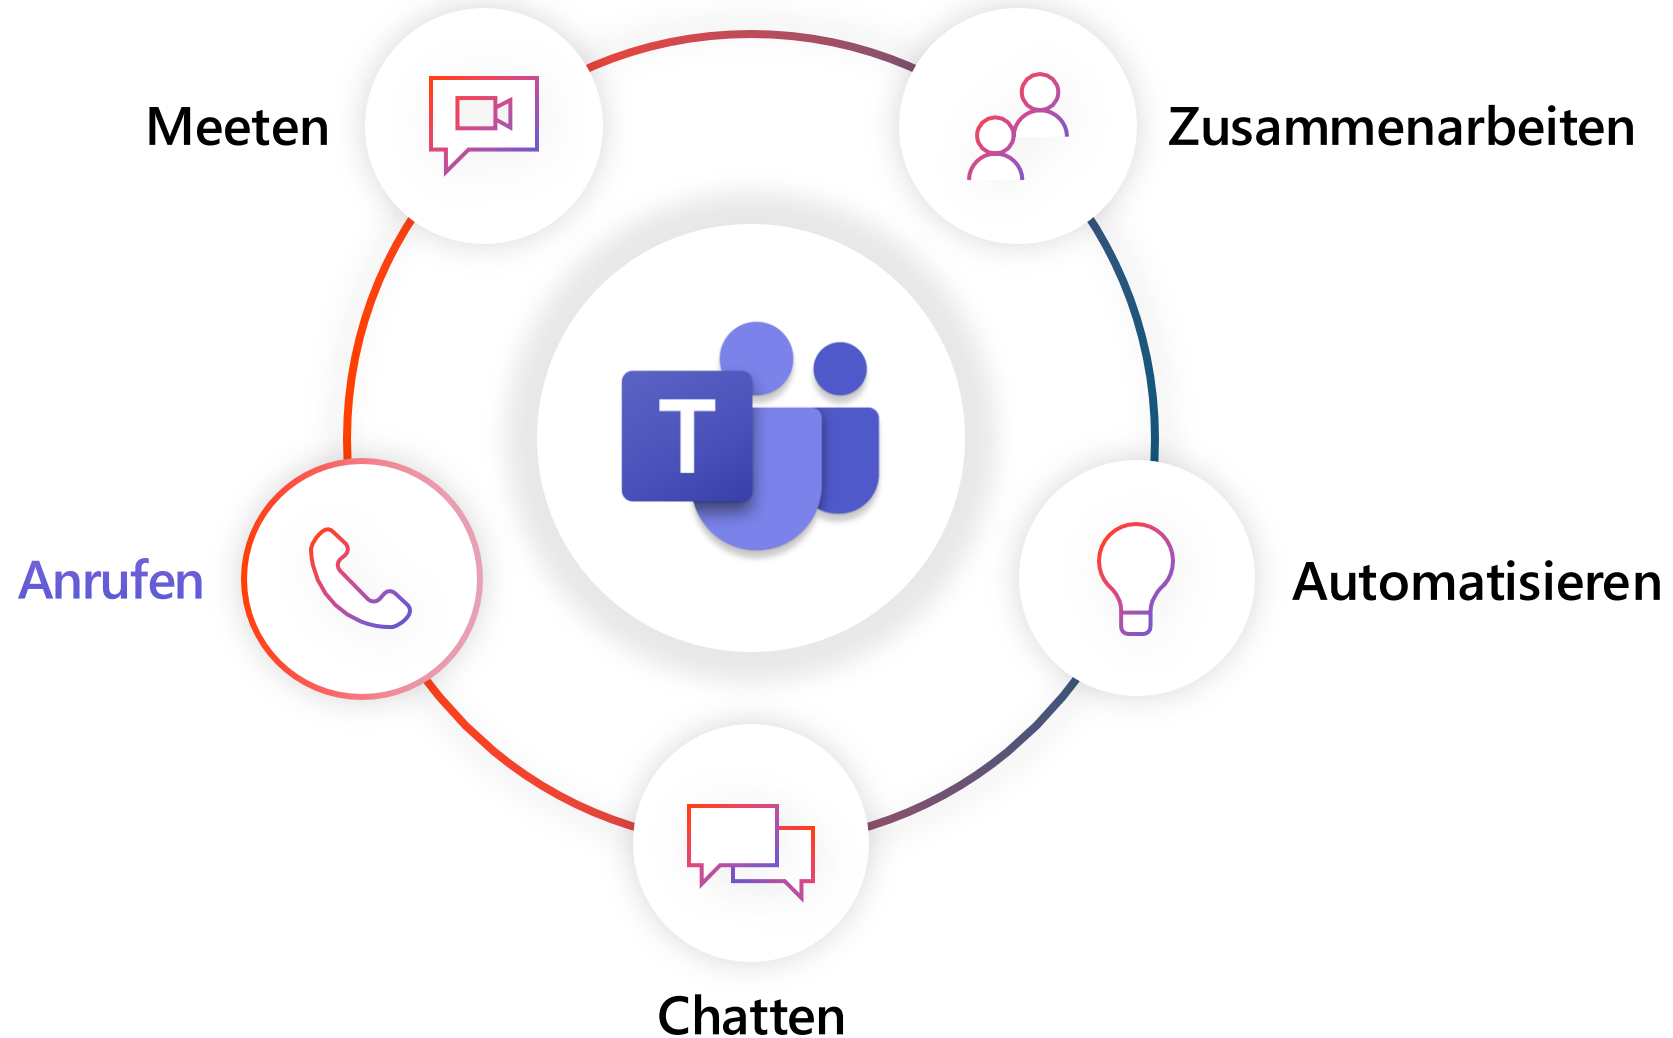 Meeten
Zusammenarbeiten
T
Anrufen
Automatisieren
Chatten